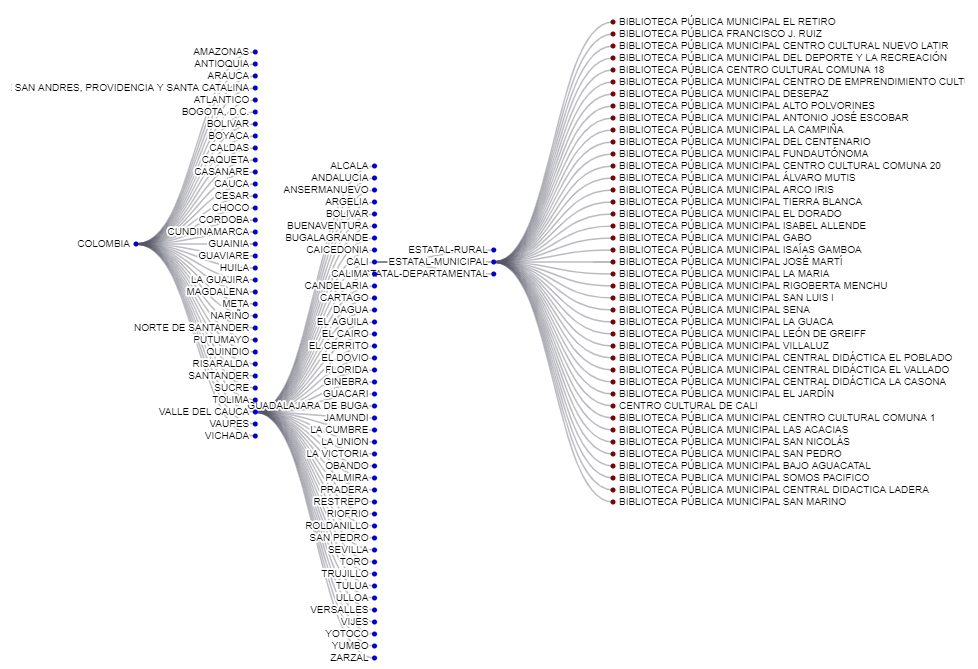 COLOMBIA
AMAZONAS
ANTIOQUIA
ARAUCA
SAN ANDRES, PROVIDENCIA Y SANTA CATALINA
ATLANTICO
BOGOTA, D.C.
BOLIVAR
BOYACA
CALDAS
CAQUETA
CASANARE
CAUCA
CESAR
CHOCO
CORDOBA
CUNDINAMARCA
GUAINIA
GUAVIARE
HUILA
LA GUAJIRA
MAGDALENA
META
NARIÑO
NORTE DE SANTANDER
PUTUMAYO
QUINDIO
RISARALDA
SANTANDER
SUCRE
TOLIMA
VALLE DEL CAUCA
VAUPES
VICHADA
ALCALA
ANDALUCIA
ANSERMANUEVO
ARGELIA
BOLIVAR
BUENAVENTURA
BUGALAGRANDE
CAICEDONIA
CALI
CALIMA
CANDELARIA
CARTAGO
DAGUA
EL AGUILA
EL CAIRO
EL CERRITO
EL DOVIO
FLORIDA
GINEBRA
GUACARI
GUADALAJARA DE BUGA
JAMUNDI
LA CUMBRE
LA UNION
LA VICTORIA
OBANDO
PALMIRA
PRADERA
RESTREPO
RIOFRIO
ROLDANILLO
SAN PEDRO
SEVILLA
TORO
TRUJILLO
TULUA
ULLOA
VERSALLES
VIJES
YOTOCO
YUMBO
ZARZAL
ESTATAL-RURAL
ESTATAL-MUNICIPAL
TATAL-DEPARTAMENTAL
BIBLIOTECA PÚBLICA MUNICIPAL EL RETIRO
BIBLIOTECA PÚBLICA FRANCISCO J. RUIZ
BIBLIOTECA PÚBLICA MUNICIPAL CENTRO CULTURAL NUEVO LATIR
BIBLIOTECA PÚBLICA MUNICIPAL DEL DEPORTE Y LA RECREACIÓN
BIBLIOTECA PÚBLICA CENTRO CULTURAL COMUNA 18
BIBLIOTECA PÚBLICA MUNICIPAL CENTRO DE EMPRENDIMIENTO CULT
BIBLIOTECA PÚBLICA MUNICIPAL DESEPAZ
BIBLIOTECA PÚBLICA MUNICIPAL ALTO POLVORINES
BIBLIOTECA PÚBLICA MUNICIPAL ANTONIO JOSÉ ESCOBAR
BIBLIOTECA PÚBLICA MUNICIPAL LA CAMPIÑA
BIBLIOTECA PÚBLICA MUNICIPAL DEL CENTENARIO
BIBLIOTECA PÚBLICA MUNICIPAL FUNDAUTÓNOMA
BIBLIOTECA PÚBLICA MUNICIPAL CENTRO CULTURAL COMUNA 20
BIBLIOTECA PÚBLICA MUNICIPAL ÁLVARO MUTIS
BIBLIOTECA PÚBLICA MUNICIPAL ARCO IRIS
BIBLIOTECA PÚBLICA MUNICIPAL TIERRA BLANCA
BIBLIOTECA PÚBLICA MUNICIPAL EL DORADO
BIBLIOTECA PÚBLICA MUNICIPAL ISABEL ALLENDE
BIBLIOTECA PÚBLICA MUNICIPAL GABO
BIBLIOTECA PÚBLICA MUNICIPAL ISAÍAS GAMBOA
BIBLIOTECA PÚBLICA MUNICIPAL JOSÉ MARTÍ
BIBLIOTECA PÚBLICA MUNICIPAL LA MARIA
BIBLIOTECA PÚBLICA MUNICIPAL RIGOBERTA MENCHU
BIBLIOTECA PÚBLICA MUNICIPAL SAN LUIS I
BIBLIOTECA PÚBLICA MUNICIPAL SENA
BIBLIOTECA PÚBLICA MUNICIPAL LA GUACA
BIBLIOTECA PÚBLICA MUNICIPAL LEÓN DE GREIFF
BIBLIOTECA PÚBLICA MUNICIPAL VILLALUZ
BIBLIOTECA PÚBLICA MUNICIPAL CENTRAL DIDÁCTICA EL POBLADO
BIBLIOTECA PÚBLICA MUNICIPAL CENTRAL DIDÁCTICA EL VALLADO
BIBLIOTECA PÚBLICA MUNICIPAL CENTRAL DIDÁCTICA LA CASONA
BIBLIOTECA PÚBLICA MUNICIPAL EL JARDÍN
CENTRO CULTURAL DE CALI
BIBLIOTECA PÚBLICA MUNICIPAL CENTRO CULTURAL COMUNA 1
BIBLIOTECA PÚBLICA MUNICIPAL LAS ACACIAS
BIBLIOTECA PÚBLICA MUNICIPAL SAN NICOLÁS
BIBLIOTECA PÚBLICA MUNICIPAL SAN PEDRO
BIBLIOTECA PÚBLICA MUNICIPAL BAJO AGUACATAL
BIBLIOTECA PÚBLICA MUNICIPAL SOMOS PACIFICO
BIBLIOTECA PÚBLICA MUNICIPAL CENTRAL DIDACTICA LADERA
BIBLIOTECA PÚBLICA MUNICIPAL SAN MARINO